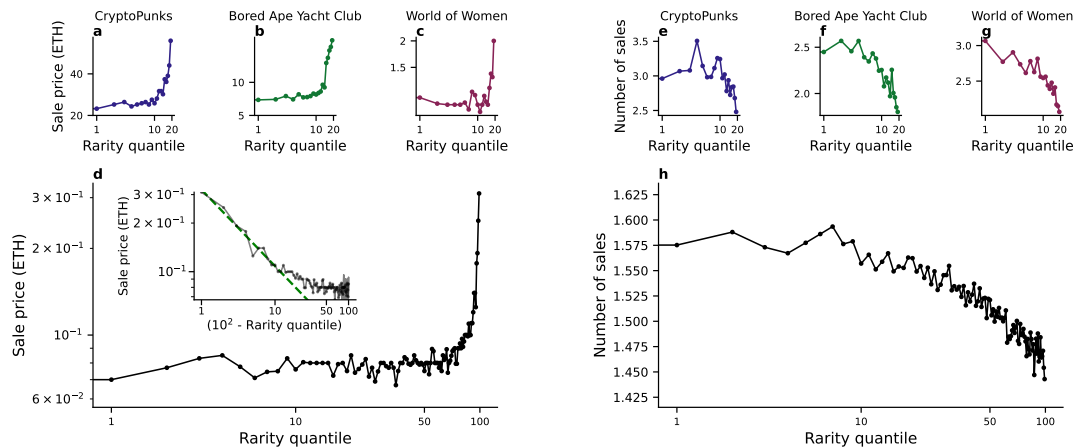 CryptoPunks
Bored Ape Yacht Club
World of Women
CryptoPunks
Bored Ape Yacht Club
World of Women
a
b
c
e
f
g
Sale price (ETH)
40
20
1
10
20
Rarity quantile
10
5
1
10
20
Rarity quantile
2
1.5
1
10
20
Rarity quantile
Number of sales
3.5
3.0
2.5
1
10
20
Rarity quantile
2.5
2.0
1
10
20
Rarity quantile
3.0
2.5
1
10
20
Rarity quantile
d
Sale price (ETH)
3 × 10⁻¹
2 × 10⁻¹
10⁻¹
6 × 10⁻²
1
10
50
100
Rarity quantile
Sale price (ETH)
3 × 10⁻¹
2 × 10⁻¹
10⁻¹
1
10
50
100
(10² - Rarity quantile)
h
Number of sales
1.625
1.600
1.575
1.550
1.525
1.500
1.475
1.450
1.425
1
10
50
100
Rarity quantile